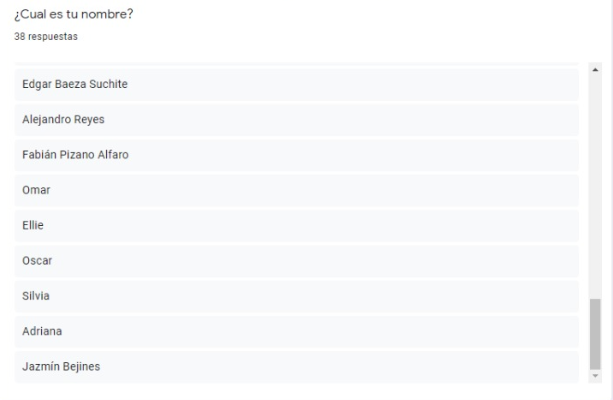 ¿Cual es tu nombre?
38 respuestas
Edgar Baeza Suchite
Alejandro Reyes
Fabián Pizano Alfaro
Omar
Ellie
Oscar
Silvia
Adriana
Jazmín Bejines